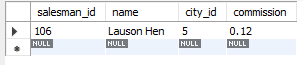 salesman_id name city_id commission
106 Lauson Hen 5 0.12
NULL NULL NULL NULL